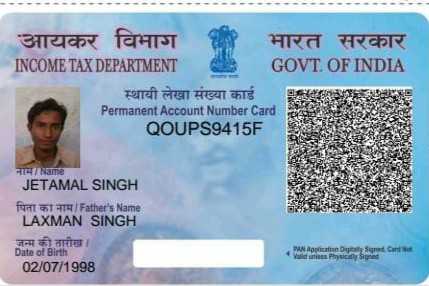 आयकर विभाग
INCOME TAX DEPARTMENT
भारत सरकार
GOVT. OF INDIA
स्थायी लेखा संख्या कार्ड
Permanent Account Number Card
QOUPS9415F
नाम / Name
JETAMAL SINGH
पिता का नाम / Father's Name
LAXMAN SINGH
जन्म की तारीख /
Date of Birth
02/07/1998
PAN Application Digitally Signed, Card Not
Valid unless Physically Signed